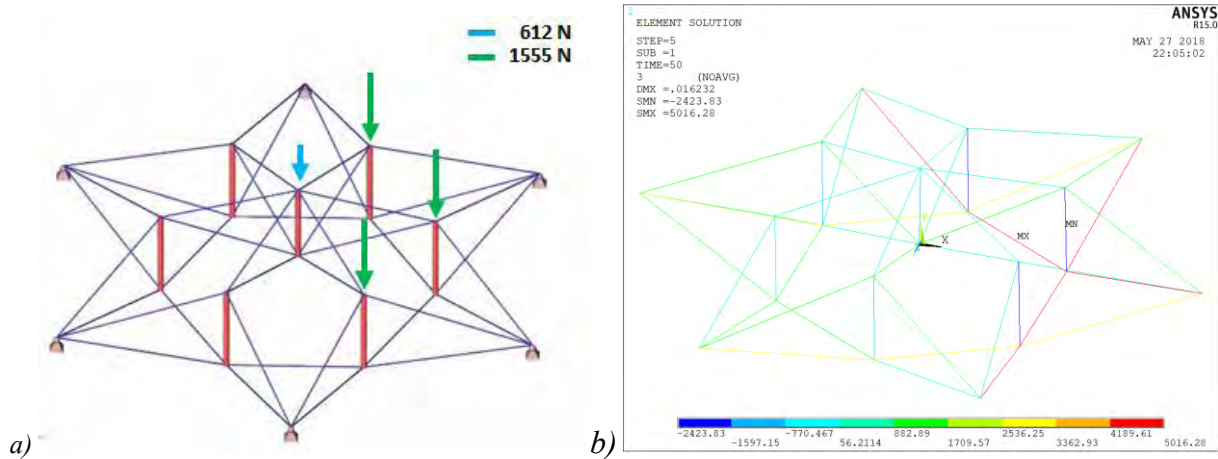 612 N
1555 N
a)
1
ELEMENT SOLUTION
STEP=5
SUB =1
TIME=50
3 (NOAVG)
DMX =.016232
SMN =-2423.83
SMX =5016.28
ANSYS
R15.0
MAY 27 2018
22:05:02
Y
X
MX
MN
-2423.83 -770.467 882.89 2536.25 4189.61
-1597.15 56.2114 1709.57 3362.93 5016.28
b)